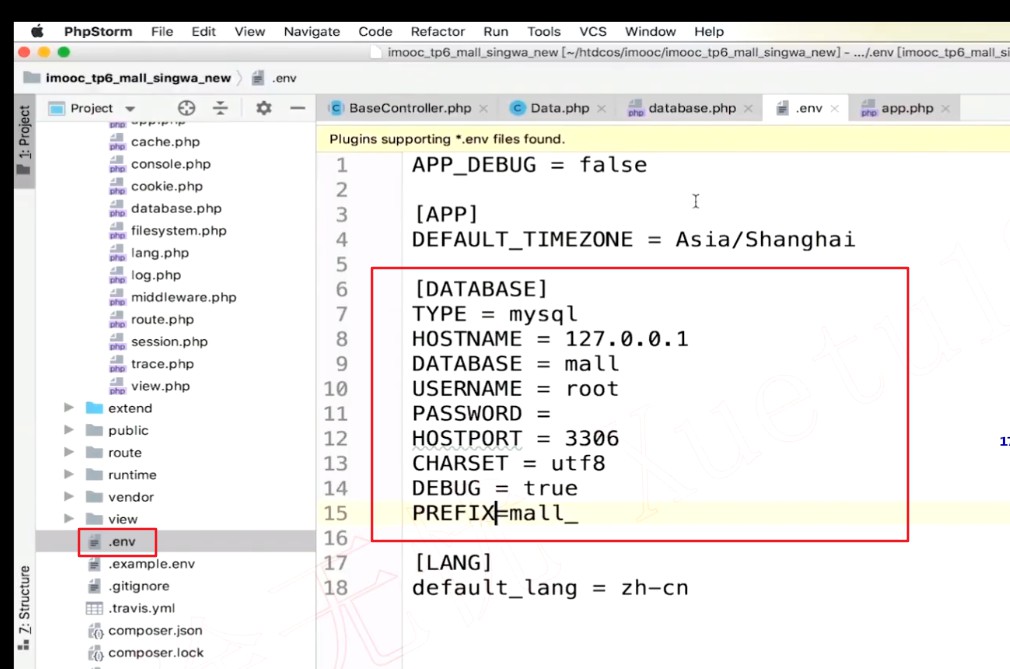 PhpStorm File Edit View Navigate Code Refactor Run Tools VCS Window Help
imooc_tp6_mall_singwa_new [~/htdcos/imooc/imooc_tp6_mall_singwa_new] - .../.env [imooc_tp6_mall_si
imooc_tp6_mall_singwa_new .env
1: Project
Project
BaseController.php Data.php database.php .env app.php
Plugins supporting *.env files found.
app.php
cache.php
console.php
cookie.php
database.php
filesystem.php
lang.php
log.php
middleware.php
route.php
session.php
trace.php
view.php
extend
public
route
runtime
vendor
view
.env
.example.env
.gitignore
.travis.yml
composer.json
composer.lock
Z: Structure
1 APP_DEBUG = false
2
3 [APP]
4 DEFAULT_TIMEZONE = Asia/Shanghai
5
6 [DATABASE]
7 TYPE = mysql
8 HOSTNAME = 127.0.0.1
9 DATABASE = mall
10 USERNAME = root
11 PASSWORD =
12 HOSTPORT = 3306
13 CHARSET = utf8
14 DEBUG = true
15 PREFIX=mall_
16
17 [LANG]
18 default_lang = zh-cn
17